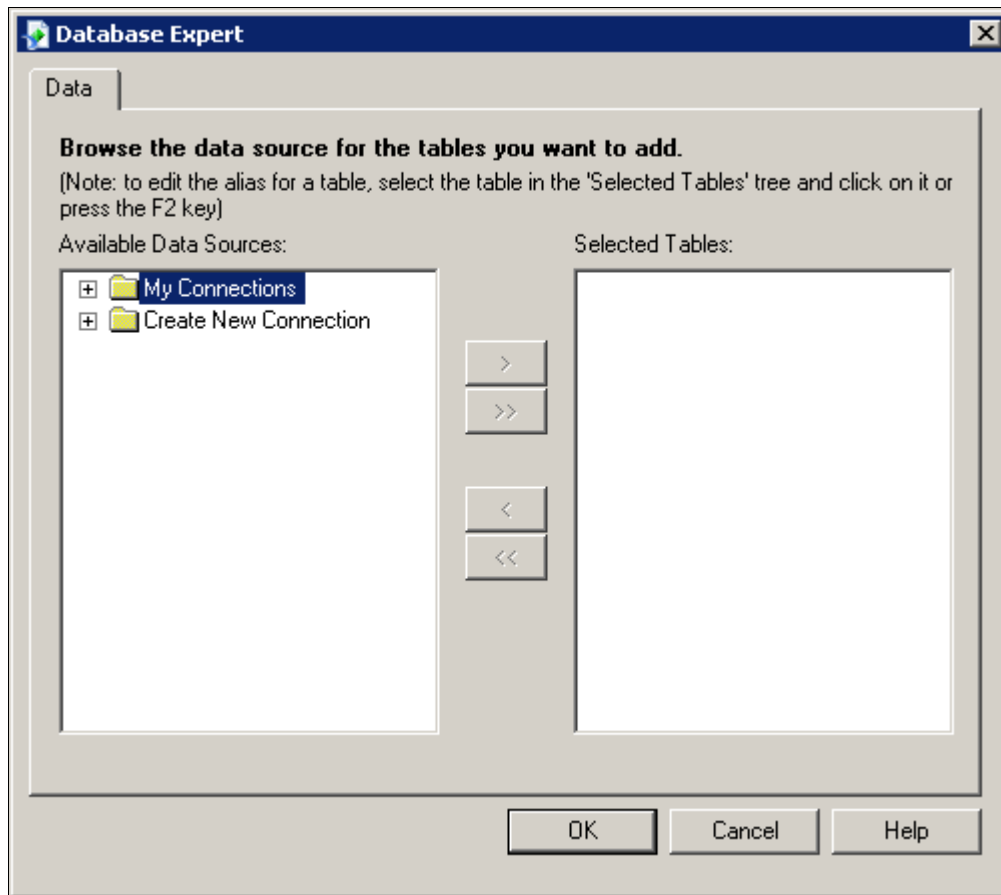 Database Expert
Data
Browse the data source for the tables you want to add.
(Note: to edit the alias for a table, select the table in the 'Selected Tables' tree and click on it or
press the F2 key)
Available Data Sources:
Selected Tables:
My Connections
Create New Connection
>
>>
<
<<
OK
Cancel
Help